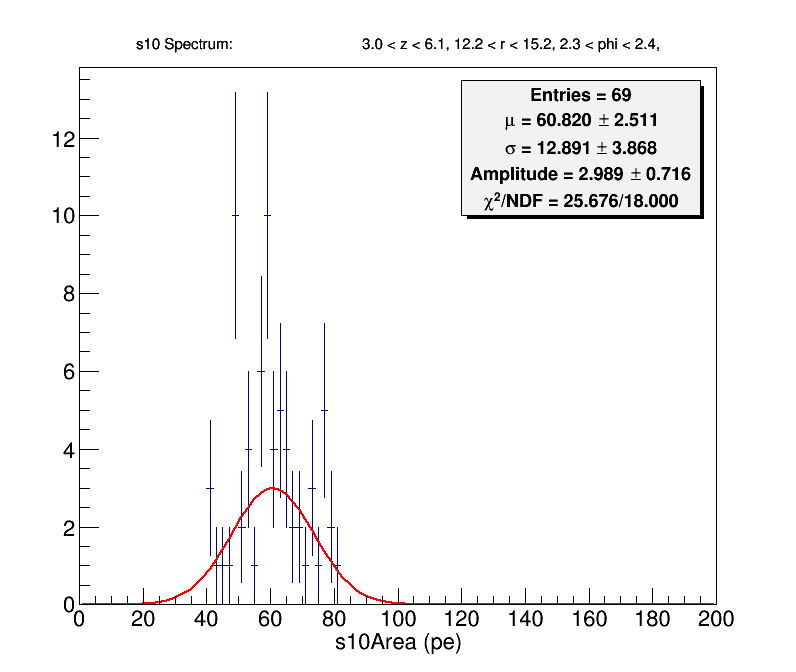 s10 Spectrum: 3.0 < z < 6.1, 12.2 < r < 15.2, 2.3 < phi < 2.4,
Entries = 69
μ = 60.820 ± 2.511
σ = 12.891 ± 3.868
Amplitude = 2.989 ± 0.716
χ²/NDF = 25.676/18.000
12
10
8
6
4
2
0
0 20 40 60 80 100 120 140 160 180 200
s10Area (pe)